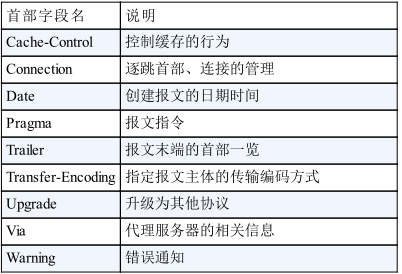 首部字段名 说明
Cache-Control 控制缓存的行为
Connection 逐跳首部、连接的管理
Date 创建报文的日期时间
Pragma 报文指令
Trailer 报文末端的首部一览
Transfer-Encoding 指定报文主体的传输编码方式
Upgrade 升级为其他协议
Via 代理服务器的相关信息
Warning 错误通知